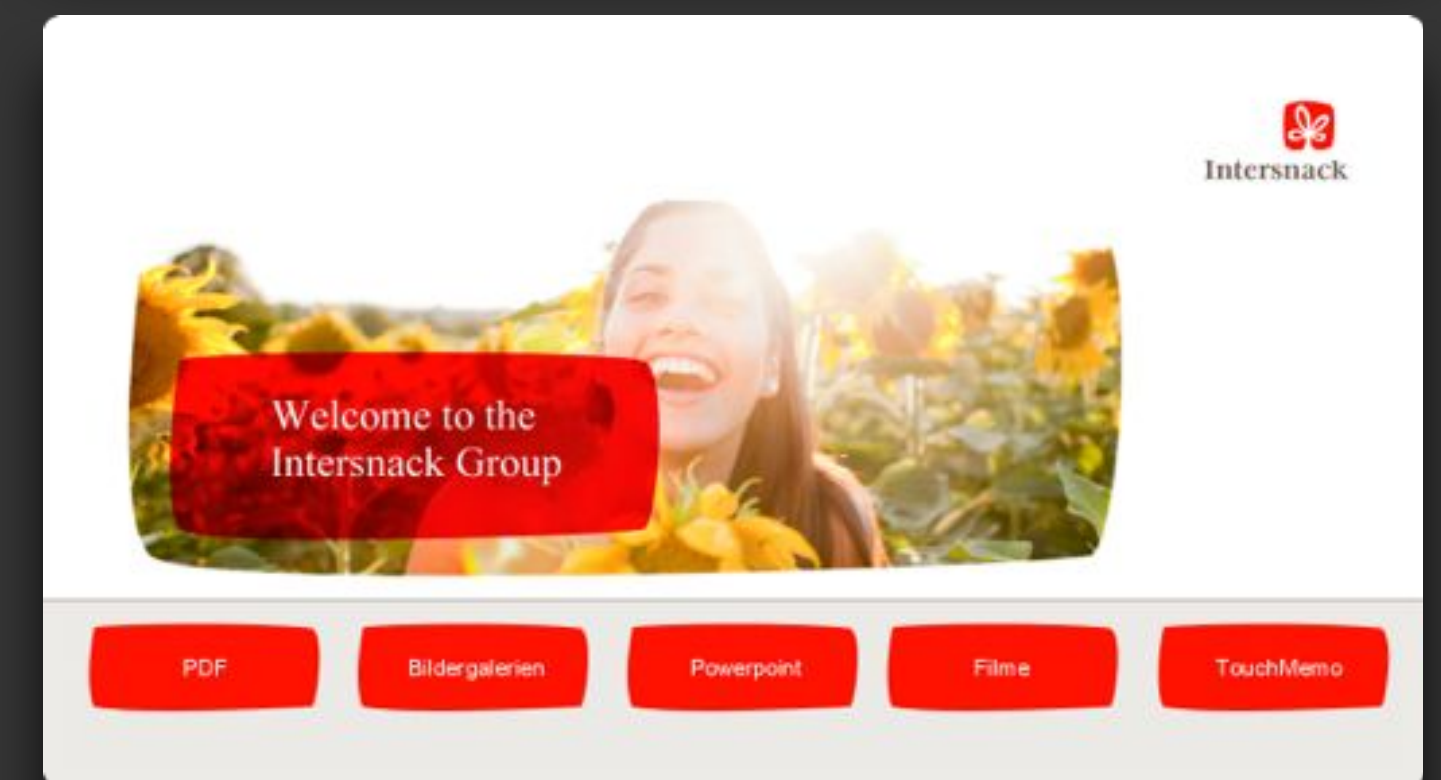 Intersnack
Welcome to the
Intersnack Group
PDF
Bildergalerien
Powerpoint
Filme
TouchMemo